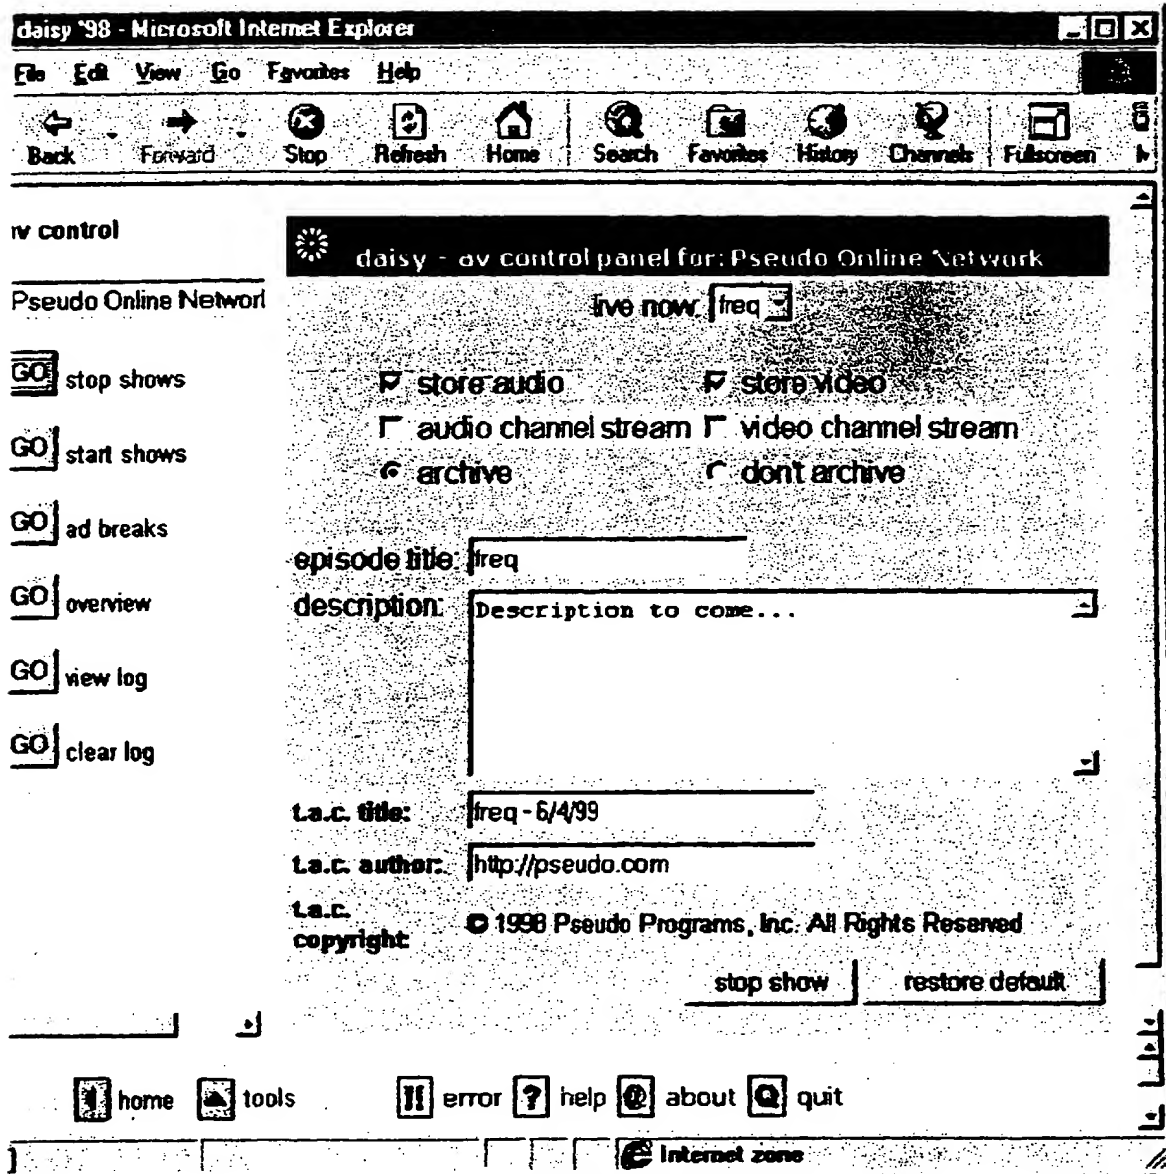 daisy '98 - Microsoft Internet Explorer
File Edit View Go Favorites Help
Back Forward Stop Refresh Home Search Favorites History Channels Fullscreen
av control
daisy - av control panel for: Pseudo Online Network
Pseudo Online Networl
live now: freq
GO stop shows
store audio store video
audio channel stream video channel stream
GO start shows
archive don't archive
GO ad breaks
episode title: freq
GO overview
description: Description to come...
GO view log
GO clear log
t.a.c. title: freq - 6/4/99
t.a.c. author: http://pseudo.com
t.a.c. copyright: © 1998 Pseudo Programs, Inc. All Rights Reserved
stop show restore default
home tools !! error ? help @ about Q quit
Internet zone